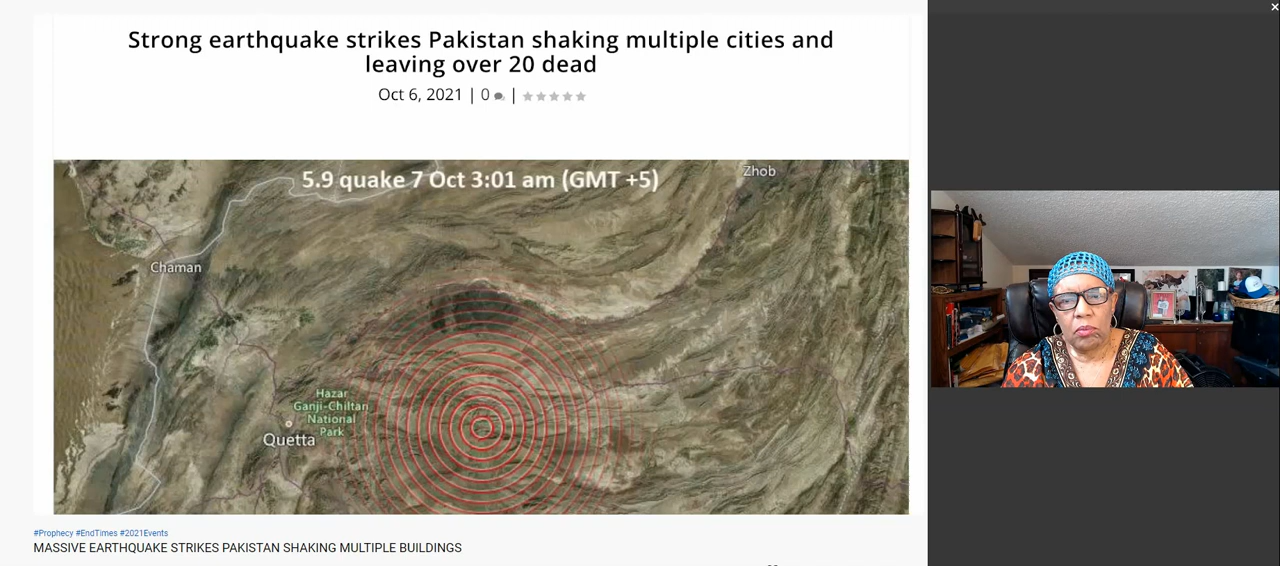 Strong earthquake strikes Pakistan shaking multiple cities and
leaving over 20 dead
Oct 6, 2021 | 0 |
5.9 quake 7 Oct 3:01 am (GMT +5)
Zhob
Chaman
Hazar
Ganji-Chiltan
National
Park
Quetta
#Prophecy #EndTimes #2021Events
MASSIVE EARTHQUAKE STRIKES PAKISTAN SHAKING MULTIPLE BUILDINGS